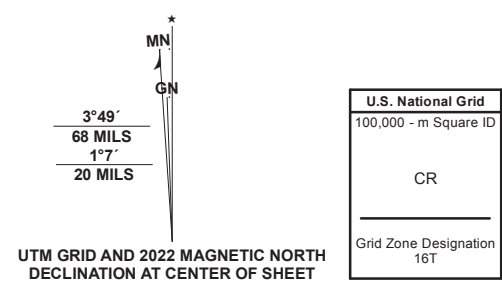 ★
MN
GN
3°49´
68 MILS
1°7´
20 MILS
UTM GRID AND 2022 MAGNETIC NORTH
DECLINATION AT CENTER OF SHEET
U.S. National Grid
100,000 - m Square ID
CR
Grid Zone Designation
16T